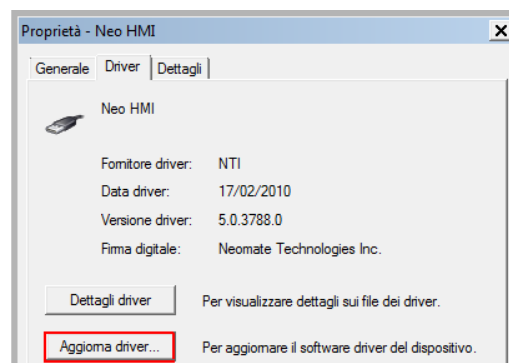 Proprietà - Neo HMI
Generale Driver Dettagli
Neo HMI
Fornitore driver: NTI
Data driver: 17/02/2010
Versione driver: 5.0.3788.0
Firma digitale: Neomate Technologies Inc.
Dettagli driver Per visualizzare dettagli sui file dei driver.
Aggiorna driver... Per aggiornare il software driver del dispositivo.